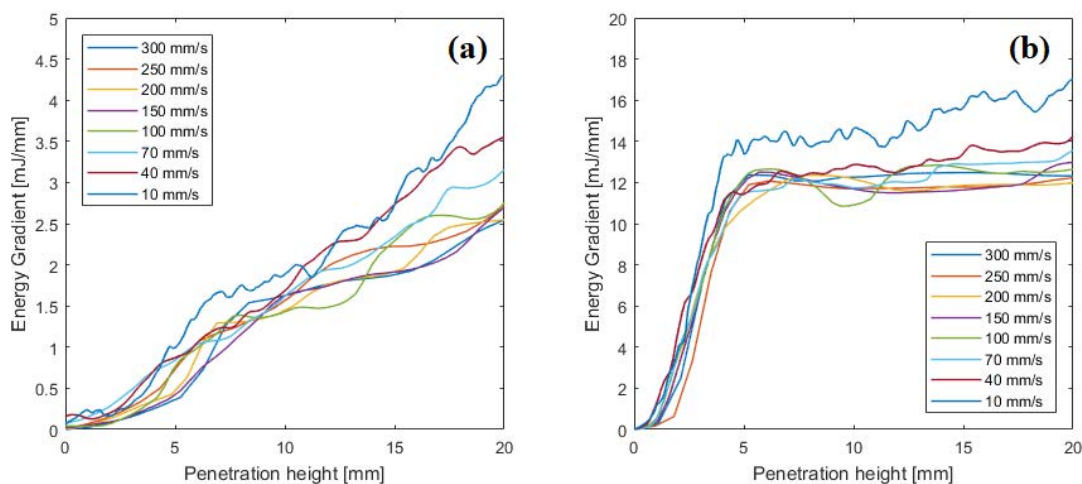 (a)
Energy Gradient [mJ/mm]
5
4.5
4
3.5
3
2.5
2
1.5
1
0.5
0
300 mm/s
250 mm/s
200 mm/s
150 mm/s
100 mm/s
70 mm/s
40 mm/s
10 mm/s
0 5 10 15 20
Penetration height [mm]
(b)
Energy Gradient [mJ/mm]
20
18
16
14
12
10
8
6
4
2
0
300 mm/s
250 mm/s
200 mm/s
150 mm/s
100 mm/s
70 mm/s
40 mm/s
10 mm/s
0 5 10 15 20
Penetration height [mm]